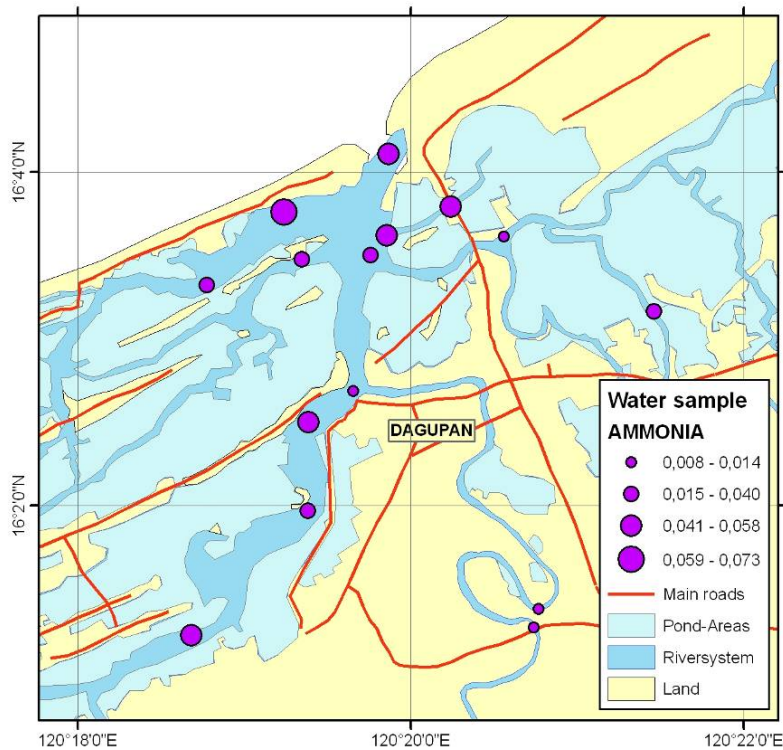 16°4'0"N
DAGUPAN
16°2'0"N
Water sample
AMMONIA
0,008 - 0,014
0,015 - 0,040
0,041 - 0,058
0,059 - 0,073
Main roads
Pond-Areas
Riversystem
Land
120°18'0"E
120°20'0"E
120°22'0"E